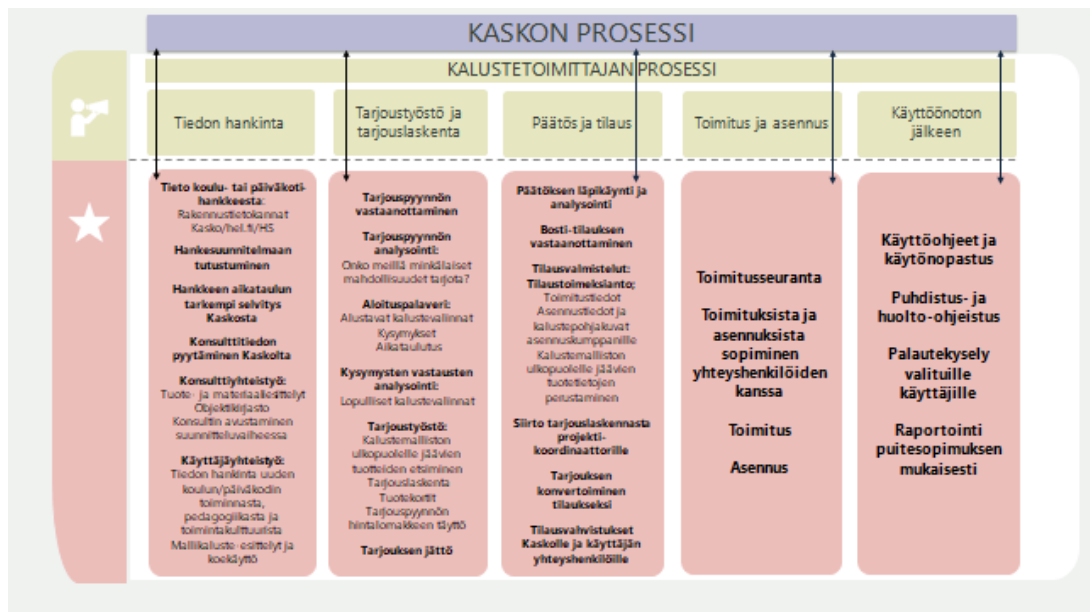 KASKON PROSESSI
KALUSTETOIMITTAJAN PROSESSI
Tiedon hankinta
Tarjoustyöstö ja
tarjouslaskenta
Päätös ja tilaus
Toimitus ja asennus
Käyttöönoton
jälkeen
Tieto koulu- tai päiväkoti-
hankkeesta:
Rakennustietokannat
Kasko/hel.fi/HS
Hankesuunnitelmaan
tutustuminen
Hankkeen aikataulun
tarkempi selvitys
Kaskosta
Konsulttitiedon
pyytäminen Kaskolta
Konsulttiyhteistyö:
Tuote- ja materiaaliesittelyt
Objektikirjasto
Konsultin avustaminen
suunnitteluvaiheessa
Käyttäjäyhteistyö:
Tiedon hankinta uuden
koulun/päiväkodin
toiminnasta,
pedagogiikasta ja
toimintakulttuurista
Mallikaluste-esittelyt ja
koekäyttö
Tarjouspyynnön
vastaanottaminen
Tarjouspyynnön
analysointi:
Onko meillä minkälaiset
mahdollisuudet tarjota?
Aloituspalaveri:
Alustavat kalustevalinnat
Kysymykset
Aikataulutus
Kysymysten vastausten
analysointi:
Lopulliset kalustevalinnat
Tarjoustyöstö:
Kalustemalliston
ulkopuolelle jäävien
tuotteiden etsiminen
Tarjouslaskenta
Tuotekortit
Tarjouspyynnön
hintalomakkeen täyttö
Tarjouksen jättö
Päätöksen läpikäynti ja
analysointi
Bosti-tilauksen
vastaanottaminen
Tilausvalmistelut:
Tilaustoimeksianto;
Toimitustiedot
Asennustiedot ja
kalustepohjakuvat
asennuskumppanille
Kalustemalliston
ulkopuolelle jäävien
tuotetietojen
perustaminen
Siirto tarjouslaskennasta
projekti-
koordinaattorille
Tarjouksen
konvertoiminen
tilaukseksi
Tilausvahvistukset
Kaskolle ja käyttäjän
yhteyshenkilöille
Toimitusseuranta
Toimituksista ja
asennuksista
sopiminen
yhteyshenkilöiden
kanssa
Toimitus
Asennus
Käyttöohjeet ja
käytönopastus
Puhdistus- ja
huolto-ohjeistus
Palautekysely
valituille
käyttäjille
Raportointi
puitesopimuksen
mukaisesti